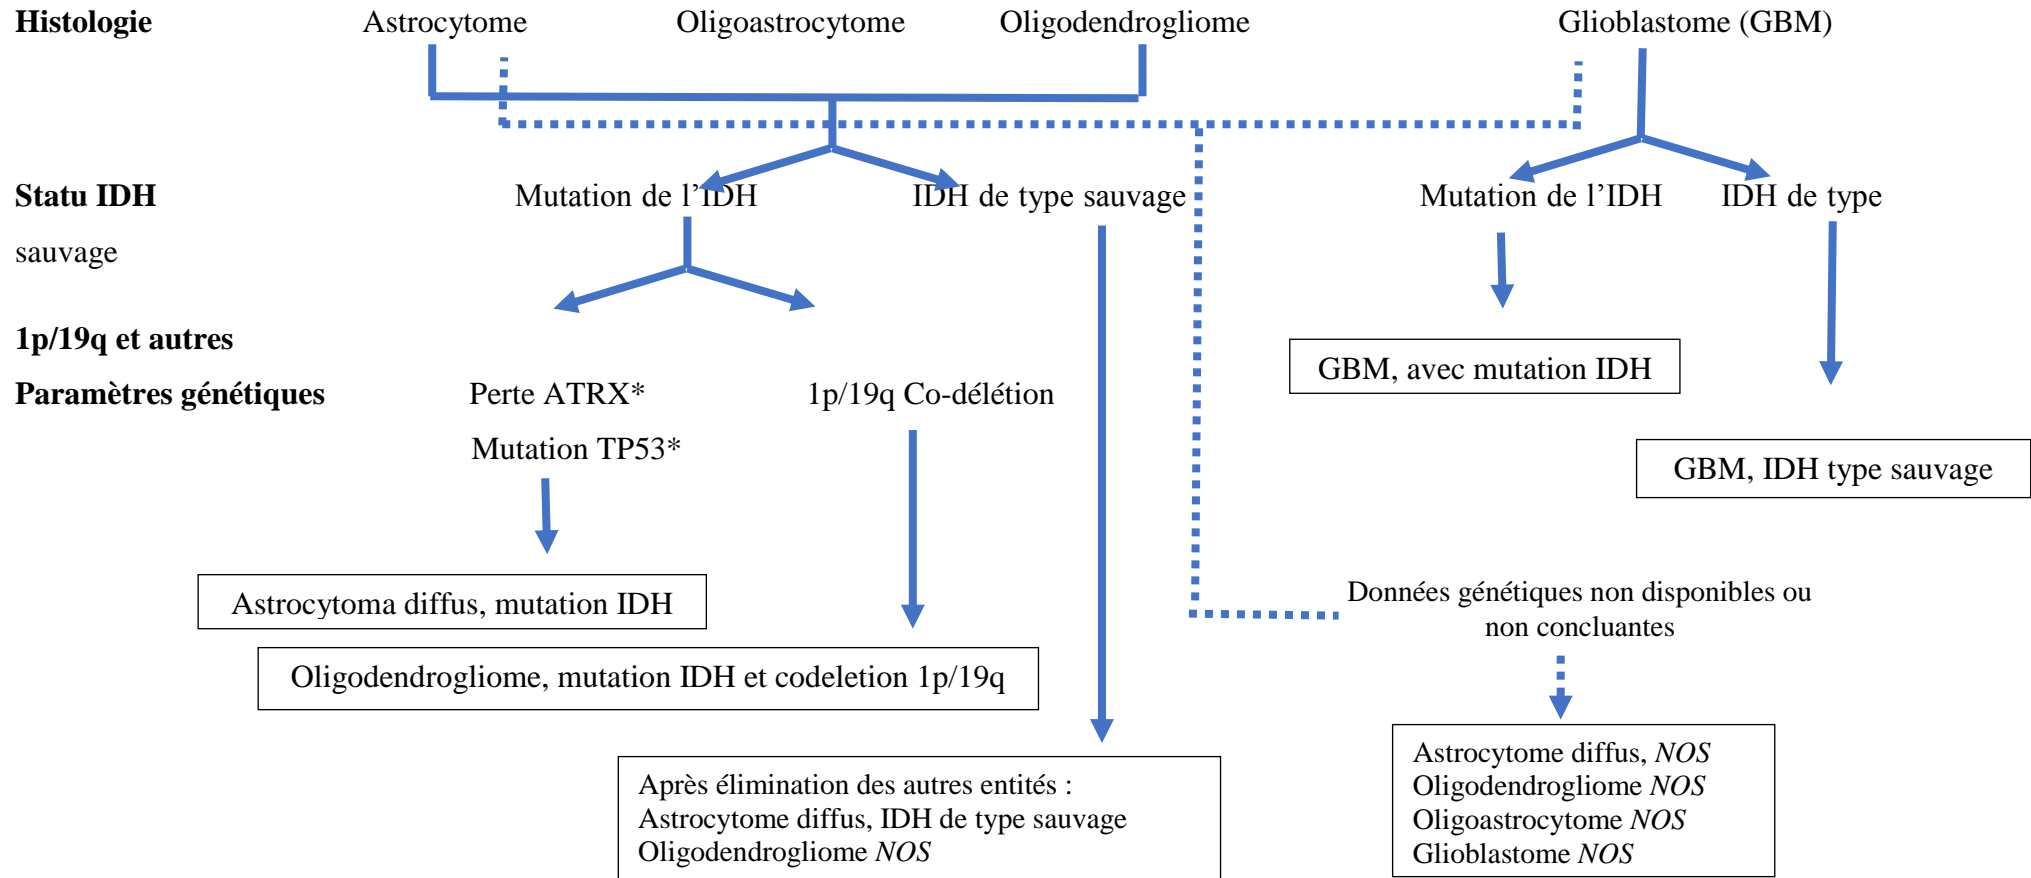 Histologie Astrocytome Oligoastrocytome Oligodendrogliome Glioblastome (GBM)
Statu IDH Mutation de l'IDH IDH de type sauvage Mutation de l'IDH IDH de type
sauvage
1p/19q et autres
GBM, avec mutation IDH
Paramètres génétiques Perte ATRX* 1p/19q Co-délétion
Mutation TP53*
GBM, IDH type sauvage
Astrocytoma diffus, mutation IDH
Données génétiques non disponibles ou
non concluantes
Oligodendrogliome, mutation IDH et codeletion 1p/19q
Après élimination des autres entités :
Astrocytome diffus, IDH de type sauvage
Oligodendrogliome NOS
Astrocytome diffus, NOS
Oligodendrogliome NOS
Oligoastrocytome NOS
Glioblastome NOS